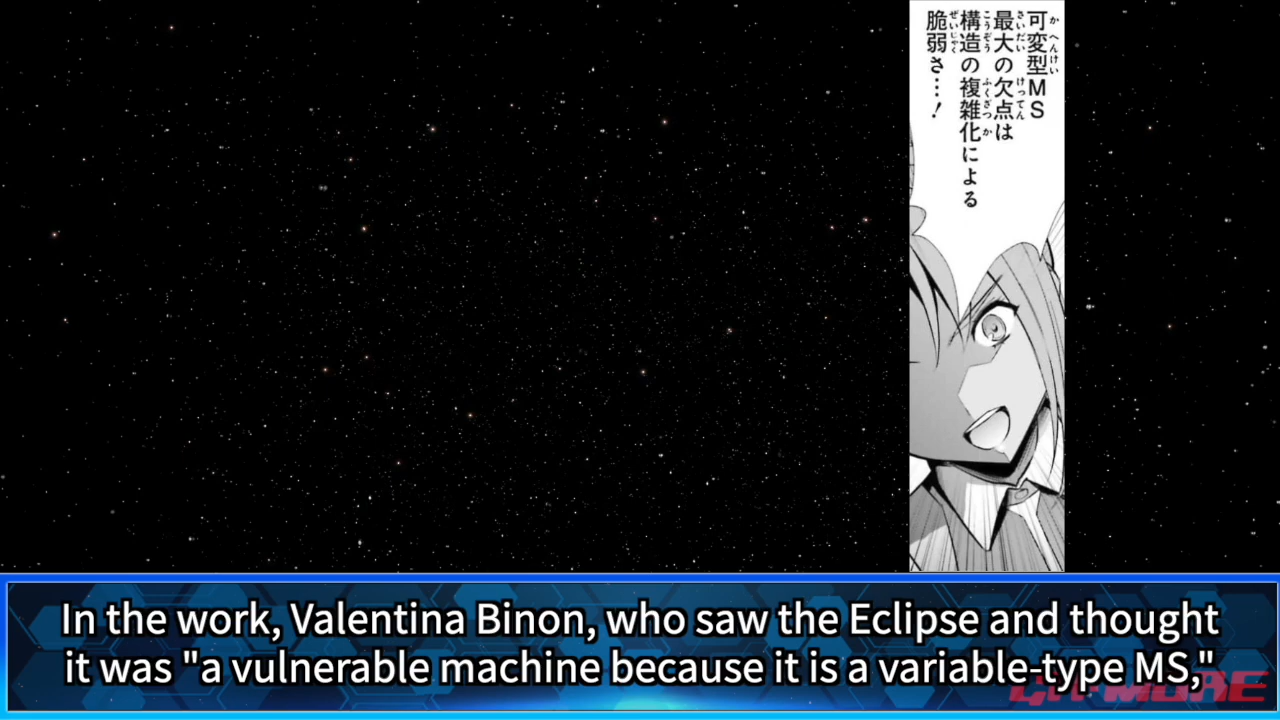 可変型MS
最大の欠点は
構造の複雑化による
脆弱さ…！
In the work, Valentina Binon, who saw the Eclipse and thought
it was "a vulnerable machine because it is a variable-type MS,"